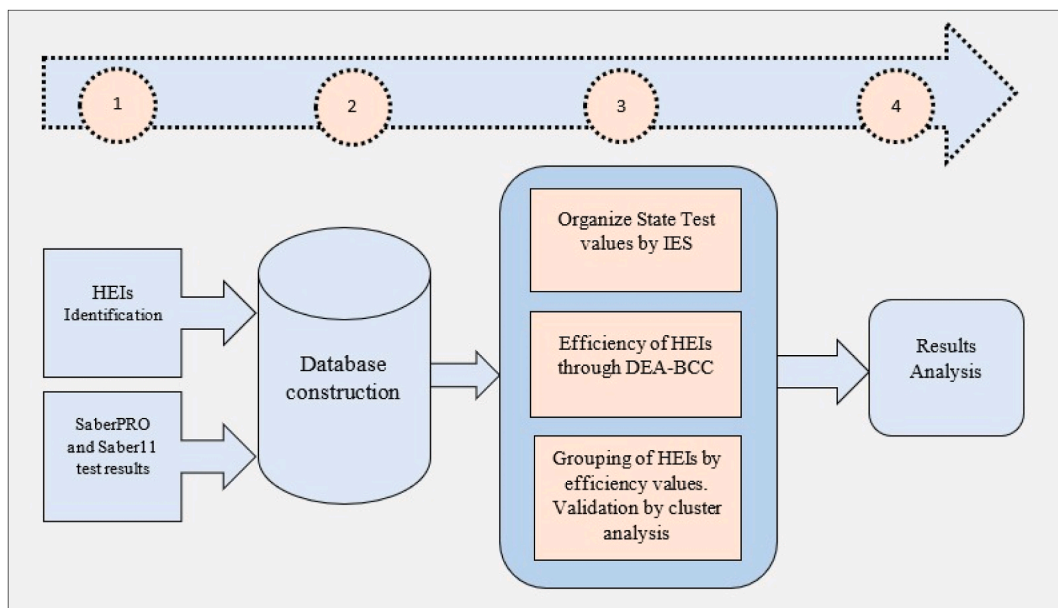 1
2
3
4
HEIs
Identification
SaberPRO
and Saber11
test results
Database
construction
Organize State Test
values by IES
Efficiency of HEIs
through DEA-BCC
Grouping of HEIs by
efficiency values.
Validation by cluster
analysis
Results
Analysis